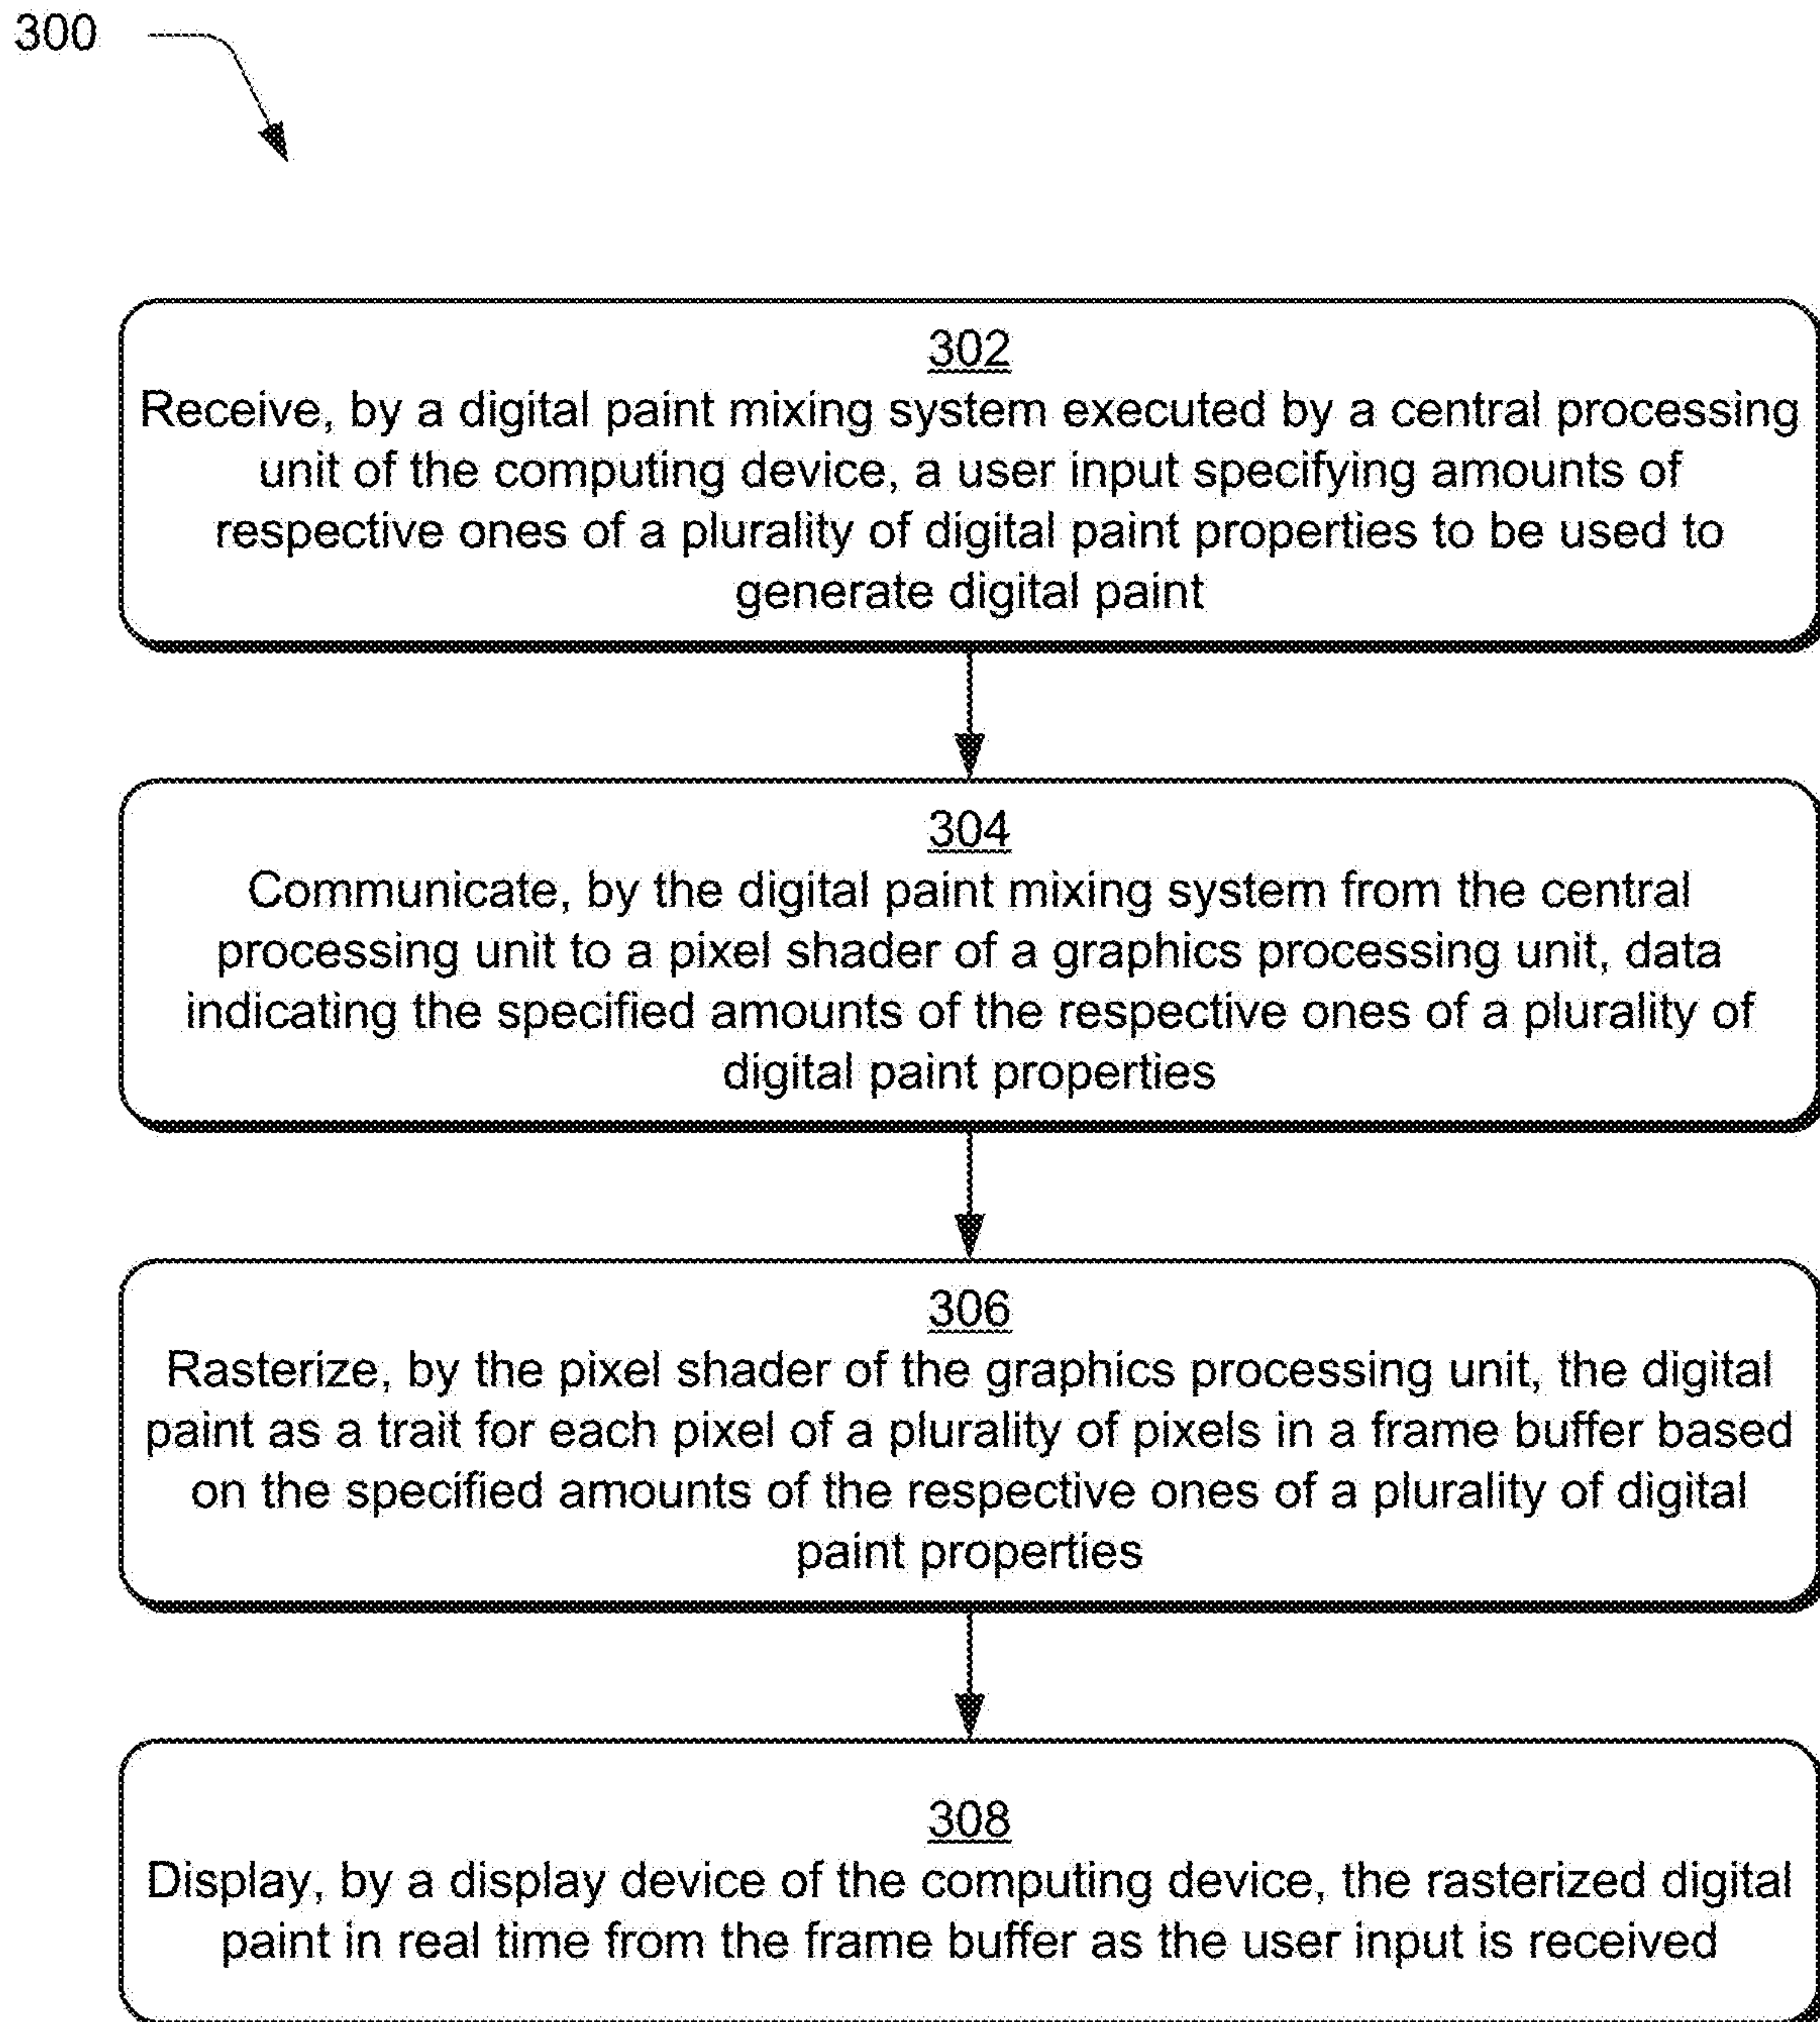 300
302
Receive, by a digital paint mixing system executed by a central processing
unit of the computing device, a user input specifying amounts of
respective ones of a plurality of digital paint properties to be used to
generate digital paint
304
Communicate, by the digital paint mixing system from the central
processing unit to a pixel shader of a graphics processing unit, data
indicating the specified amounts of the respective ones of a plurality of
digital paint properties
306
Rasterize, by the pixel shader of the graphics processing unit, the digital
paint as a trait for each pixel of a plurality of pixels in a frame buffer based
on the specified amounts of the respective ones of a plurality of digital
paint properties
308
Display, by a display device of the computing device, the rasterized digital
paint in real time from the frame buffer as the user input is received